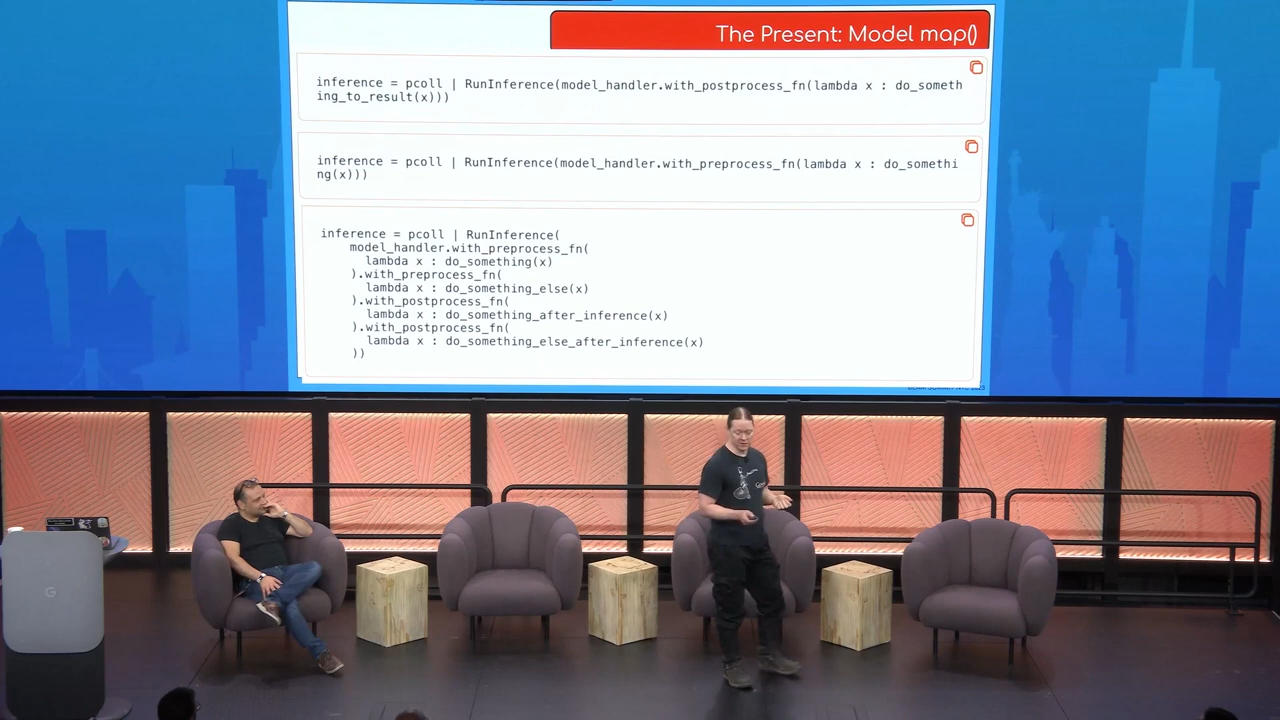 The Present: Model map()
inference = pcoll | RunInference(model_handler.with_postprocess_fn(lambda x : do_someth
ing_to_result(x)))
inference = pcoll | RunInference(model_handler.with_preprocess_fn(lambda x : do_somethi
ng(x)))
inference = pcoll | RunInference(
    model_handler.with_preprocess_fn(
      lambda x : do_something(x)
    ).with_preprocess_fn(
      lambda x : do_something_else(x)
    ).with_postprocess_fn(
      lambda x : do_something_after_inference(x)
    ).with_postprocess_fn(
      lambda x : do_something_else_after_inference(x)
    ))
G